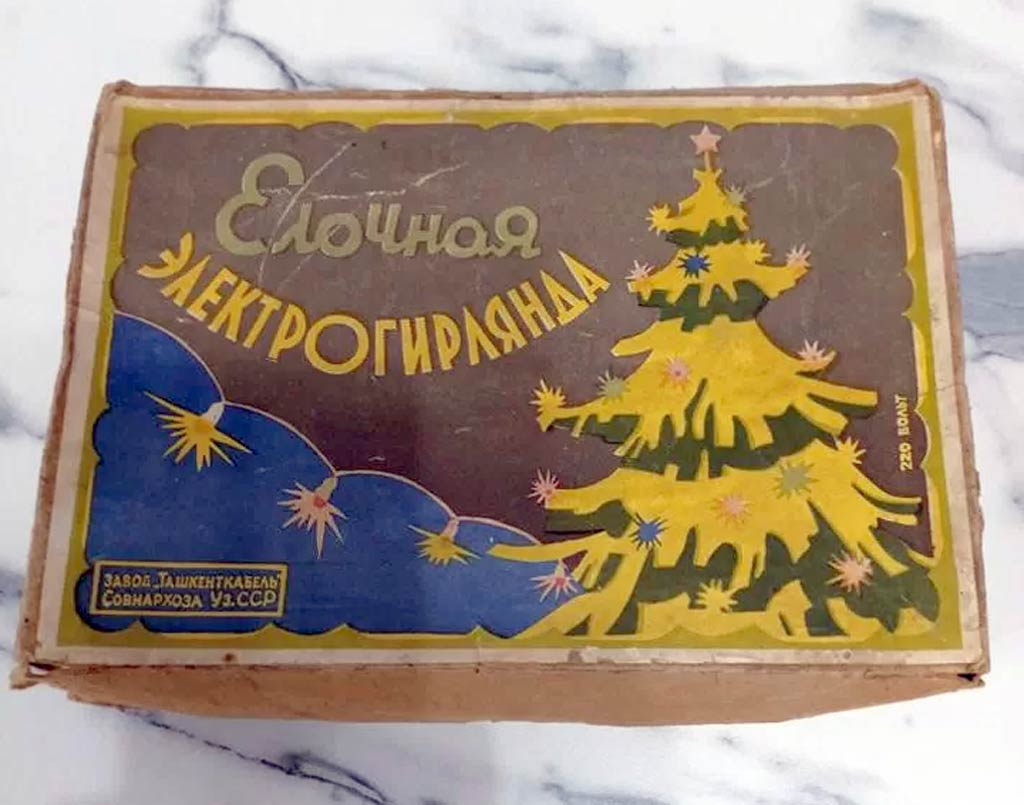 Елочная
ЭЛЕКТРОГИРЛЯНДА
220 ВОЛЬТ
ЗАВОД „ТАШКЕНТКАБЕЛЬ"
СОВНАРХОЗА УЗ.ССР